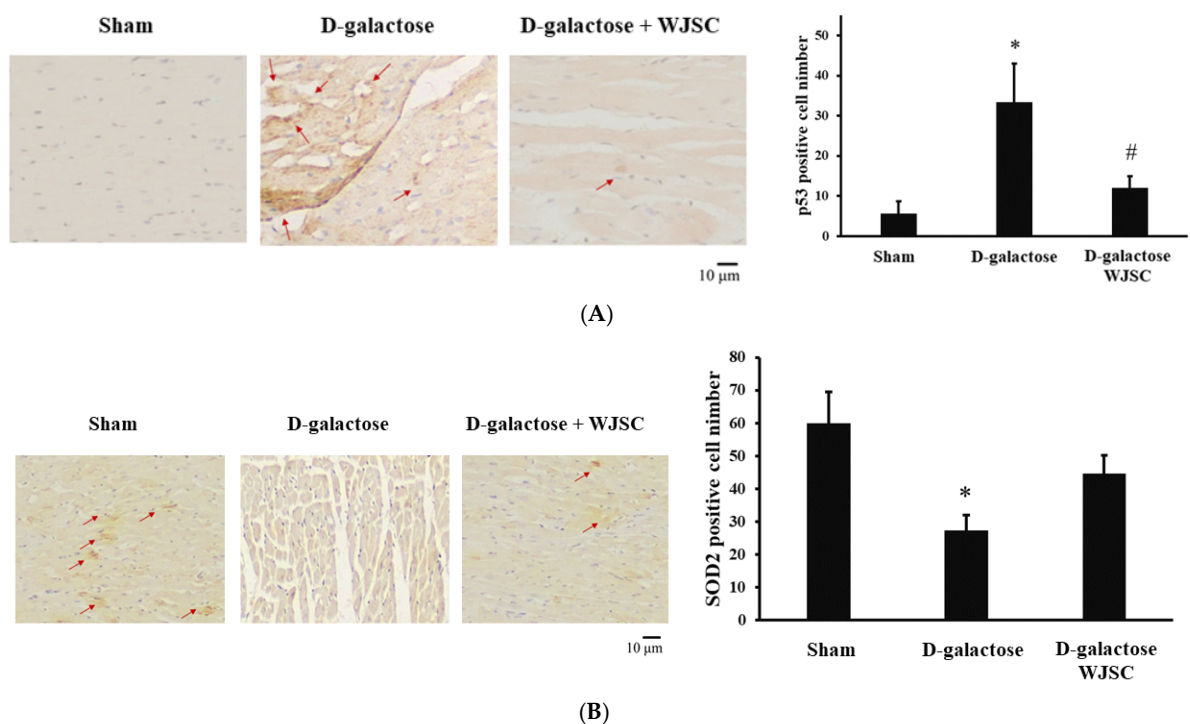 Sham
D-galactose
D-galactose + WJSC
10 μm
p53 positive cell nimber
50
40
30
20
10
0
*
#
Sham
D-galactose
D-galactose
WJSC
(A)
Sham
D-galactose
D-galactose + WJSC
10 μm
SOD2 positive cell nimber
80
70
60
50
40
30
20
10
0
*
Sham
D-galactose
D-galactose
WJSC
(B)